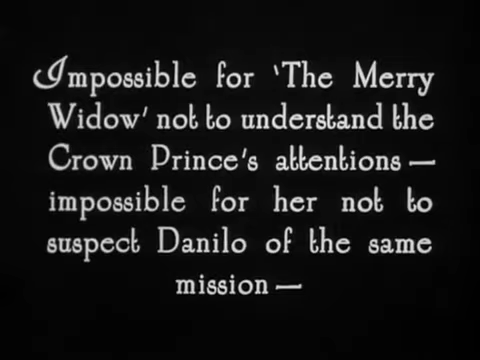 Impossible for 'The Merry
Widow' not to understand the
Crown Prince's attentions —
impossible for her not to
suspect Danilo of the same
mission —